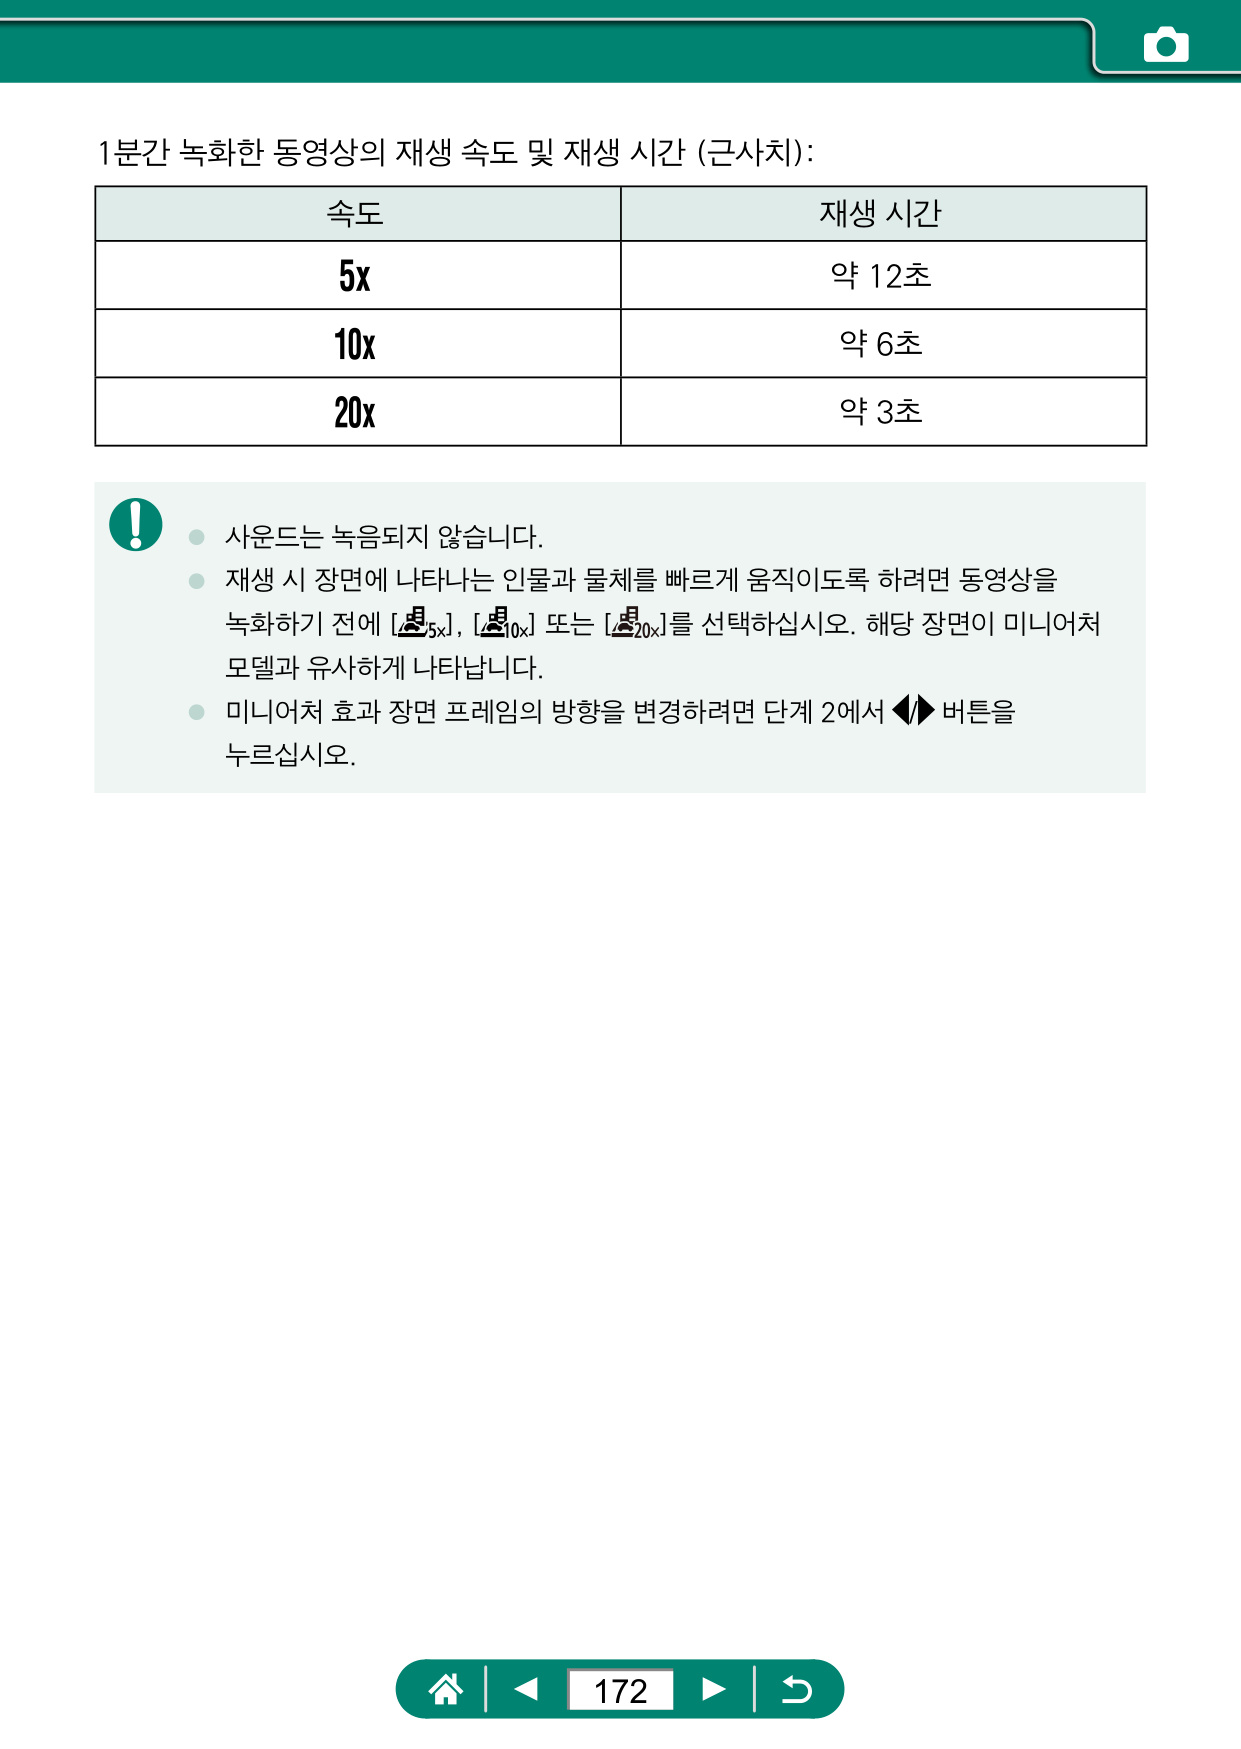 1분간 녹화한 동영상의 재생 속도 및 재생 시간 (근사치):
속도 재생 시간
5x 약 12초
10x 약 6초
20x 약 3초
사운드는 녹음되지 않습니다.
재생 시 장면에 나타나는 인물과 물체를 빠르게 움직이도록 하려면 동영상을
녹화하기 전에 [5x], [10x] 또는 [20x]를 선택하십시오. 해당 장면이 미니어처
모델과 유사하게 나타납니다.
미니어처 효과 장면 프레임의 방향을 변경하려면 단계 2에서 ◀/▶ 버튼을
누르십시오.
172